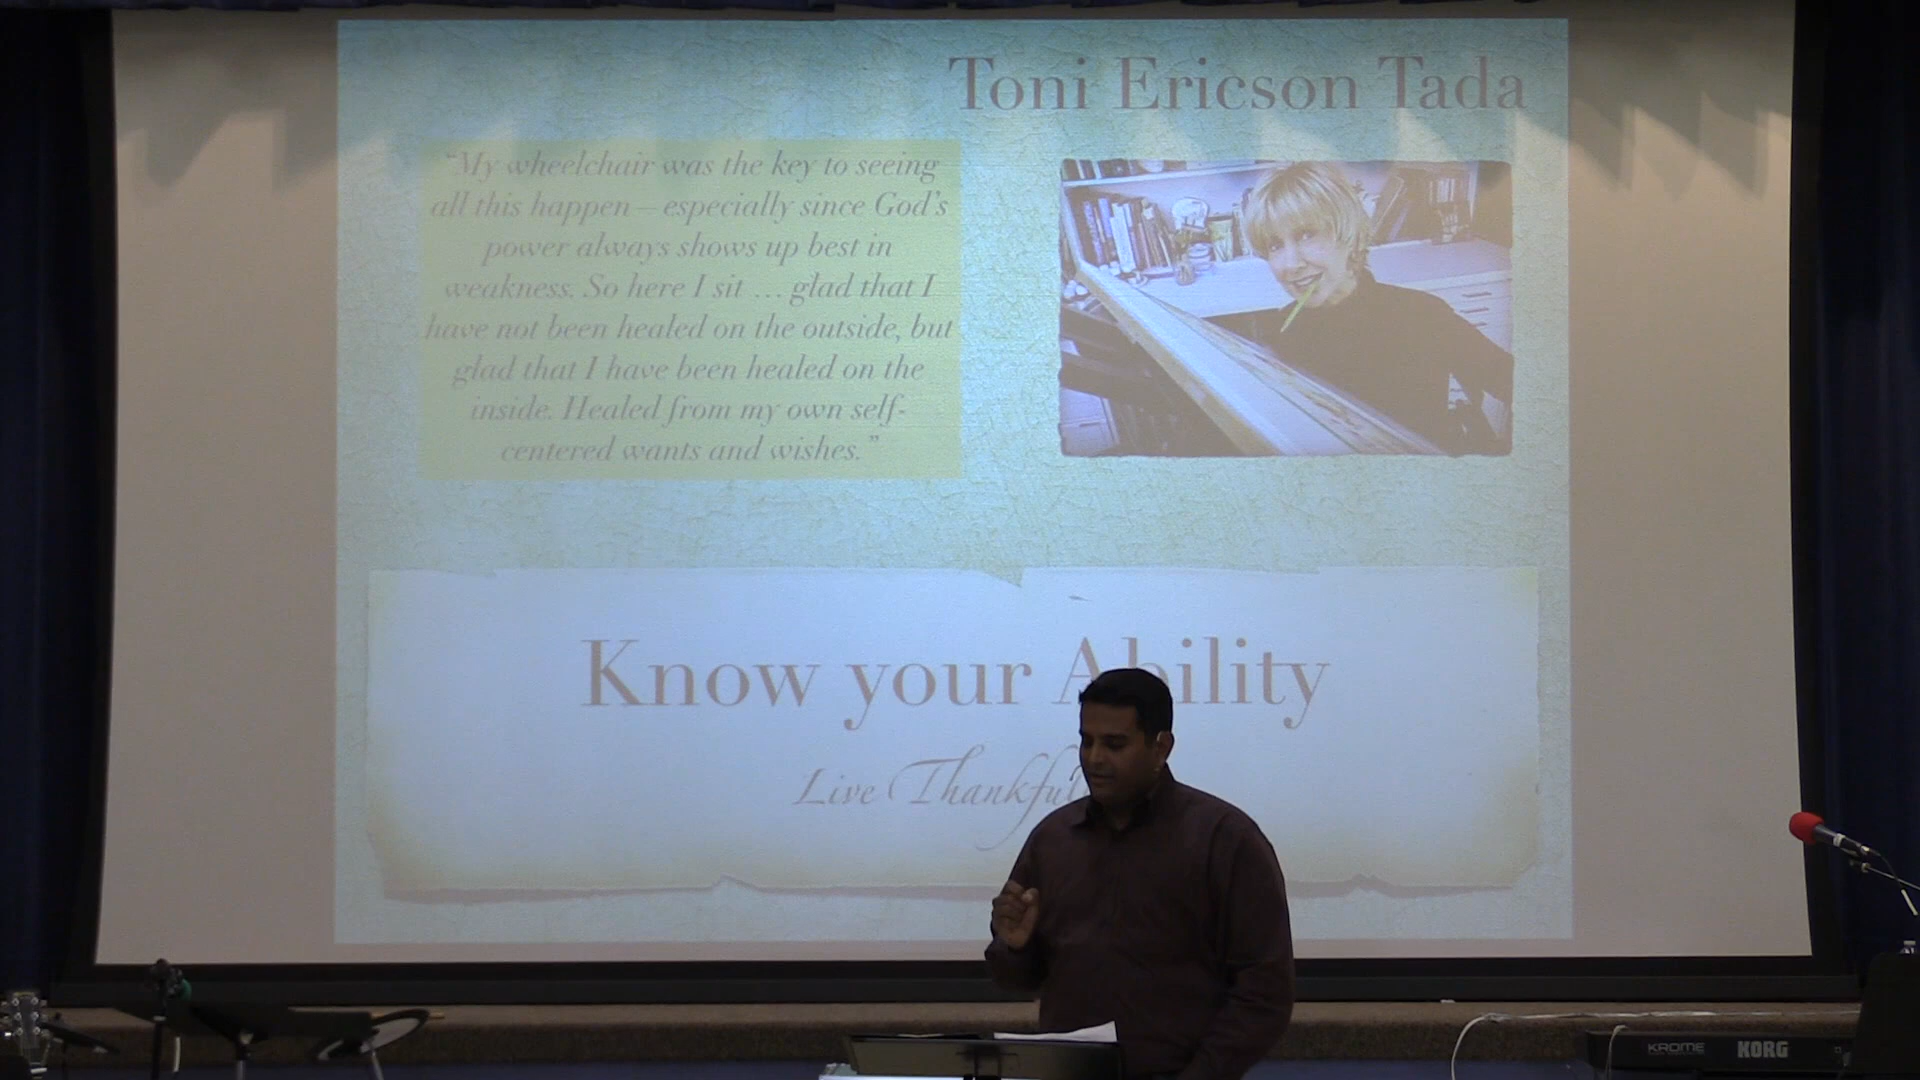 Toni Ericson Tada
"My wheelchair was the key to seeing
all this happen – especially since God's
power always shows up best in
weakness. So here I sit … glad that I
have not been healed on the outside, but
glad that I have been healed on the
inside. Healed from my own self-
centered wants and wishes."
Know your Ability
Live Thankful
KROME KORG